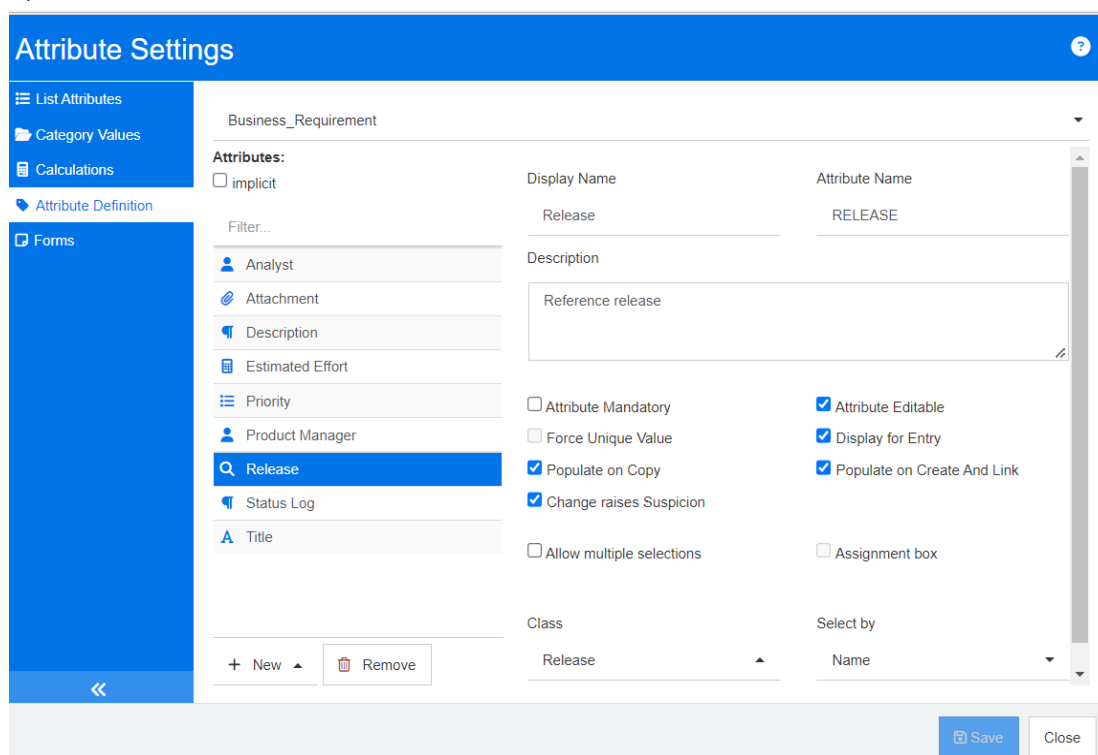 Attribute Settings
?
List Attributes
Category Values
Calculations
Attribute Definition
Forms
Business_Requirement
Attributes:
implicit
Filter...
Analyst
Attachment
Description
Estimated Effort
Priority
Product Manager
Release
Status Log
A Title
+ New
Remove
Display Name
Attribute Name
Release
RELEASE
Description
Reference release
Attribute Mandatory
Attribute Editable
Force Unique Value
Display for Entry
Populate on Copy
Populate on Create And Link
Change raises Suspicion
Allow multiple selections
Assignment box
Class
Select by
Release
Name
Save
Close